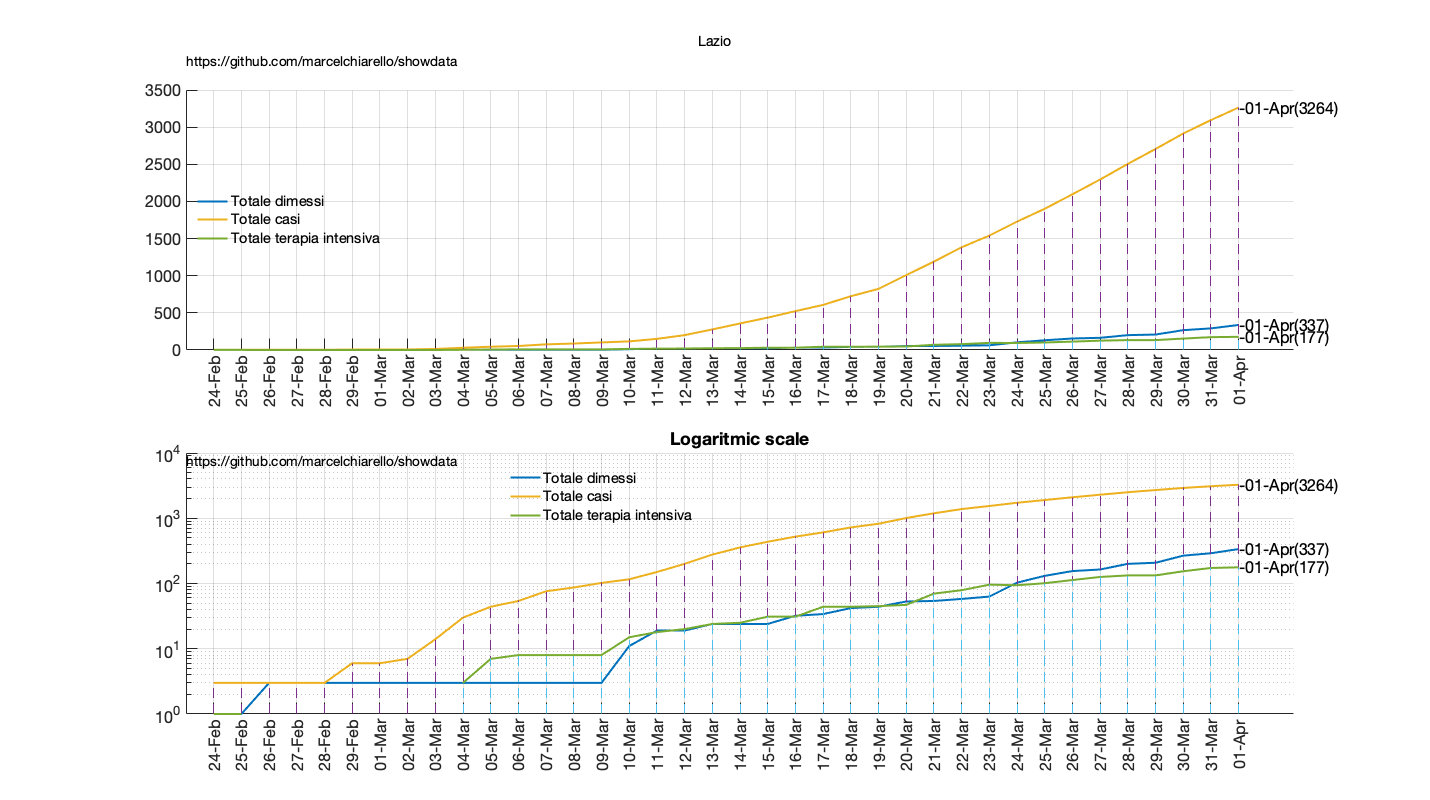 Lazio
https://github.com/marcelchiarello/showdata
3500
3000
2500
2000
1500
1000
500
0
Totale dimessi
Totale casi
Totale terapia intensiva
-01-Apr(3264)
-01-Apr(337)
-01-Apr(177)
24-Feb
25-Feb
26-Feb
27-Feb
28-Feb
29-Feb
01-Mar
02-Mar
03-Mar
04-Mar
05-Mar
06-Mar
07-Mar
08-Mar
09-Mar
10-Mar
11-Mar
12-Mar
13-Mar
14-Mar
15-Mar
16-Mar
17-Mar
18-Mar
19-Mar
20-Mar
21-Mar
22-Mar
23-Mar
24-Mar
25-Mar
26-Mar
27-Mar
28-Mar
29-Mar
30-Mar
31-Mar
01-Apr
Logaritmic scale
https://github.com/marcelchiarello/showdata
10^4
10^3
10^2
10^1
10^0
Totale dimessi
Totale casi
Totale terapia intensiva
-01-Apr(3264)
-01-Apr(337)
-01-Apr(177)
24-Feb
25-Feb
26-Feb
27-Feb
28-Feb
29-Feb
01-Mar
02-Mar
03-Mar
04-Mar
05-Mar
06-Mar
07-Mar
08-Mar
09-Mar
10-Mar
11-Mar
12-Mar
13-Mar
14-Mar
15-Mar
16-Mar
17-Mar
18-Mar
19-Mar
20-Mar
21-Mar
22-Mar
23-Mar
24-Mar
25-Mar
26-Mar
27-Mar
28-Mar
29-Mar
30-Mar
31-Mar
01-Apr